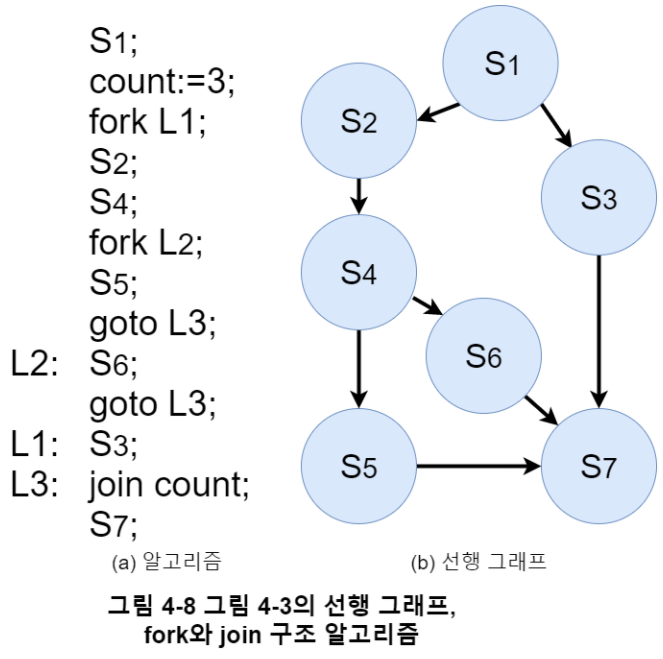 S1;
count:=3;
fork L1;
S2;
S4;
fork L2;
S5;
goto L3;
L2: S6;
goto L3;
L1: S3;
L3: join count;
S7;
(a) 알고리즘
S1
S2
S3
S4
S6
S5
S7
(b) 선행 그래프
그림 4-8 그림 4-3의 선행 그래프,
fork와 join 구조 알고리즘